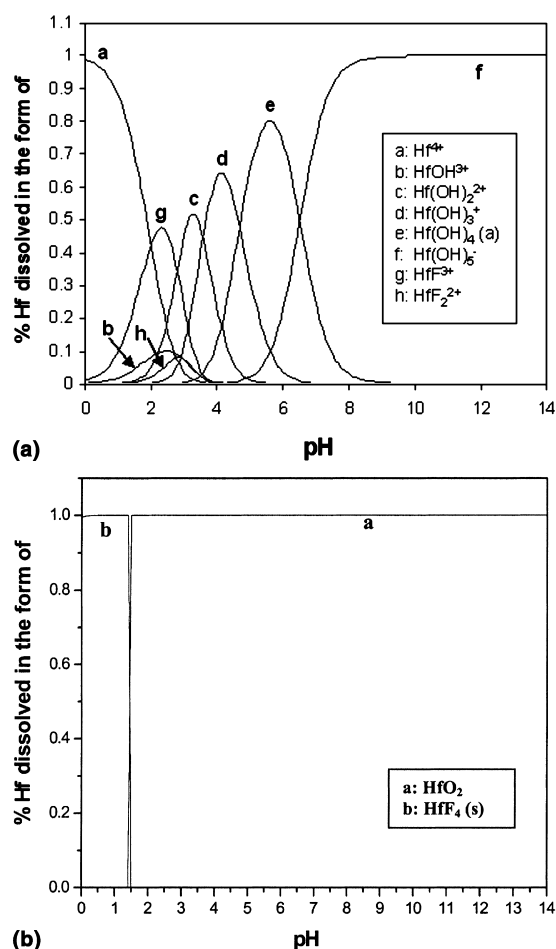 1.1
a
1
f
0.9
e
0.8
0.7
d
0.6
g
c
0.5
0.4
0.3
b
h
0.2
0.1
0
a: Hf⁴⁺
b: HfOH³⁺
c: Hf(OH)₂²⁺
d: Hf(OH)₃⁺
e: Hf(OH)₄ (a)
f: Hf(OH)₅⁻
g: HfF³⁺
h: HfF₂²⁺
% Hf dissolved in the form of
0 2 4 6 8 10 12 14
(a)
pH
1.0
b
a
0.8
0.6
0.4
0.2
0.0
a: HfO₂
b: HfF₄ (s)
% Hf dissolved in the form of
0 1 2 3 4 5 6 7 8 9 10 11 12 13 14
(b)
pH